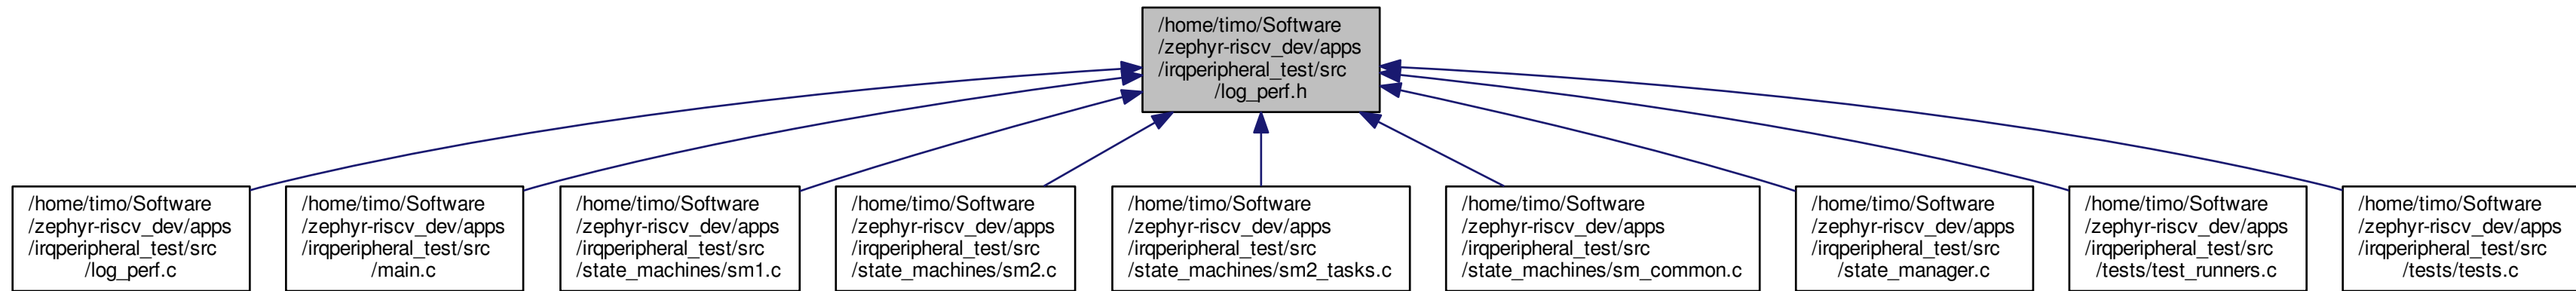 /home/timo/Software
/zephyr-riscv_dev/apps
/irqperipheral_test/src
/log_perf.h
/home/timo/Software
/zephyr-riscv_dev/apps
/irqperipheral_test/src
/log_perf.c
/home/timo/Software
/zephyr-riscv_dev/apps
/irqperipheral_test/src
/main.c
/home/timo/Software
/zephyr-riscv_dev/apps
/irqperipheral_test/src
/state_machines/sm1.c
/home/timo/Software
/zephyr-riscv_dev/apps
/irqperipheral_test/src
/state_machines/sm2.c
/home/timo/Software
/zephyr-riscv_dev/apps
/irqperipheral_test/src
/state_machines/sm2_tasks.c
/home/timo/Software
/zephyr-riscv_dev/apps
/irqperipheral_test/src
/state_machines/sm_common.c
/home/timo/Software
/zephyr-riscv_dev/apps
/irqperipheral_test/src
/state_manager.c
/home/timo/Software
/zephyr-riscv_dev/apps
/irqperipheral_test/src
/tests/test_runners.c
/home/timo/Software
/zephyr-riscv_dev/apps
/irqperipheral_test/src
/tests/tests.c